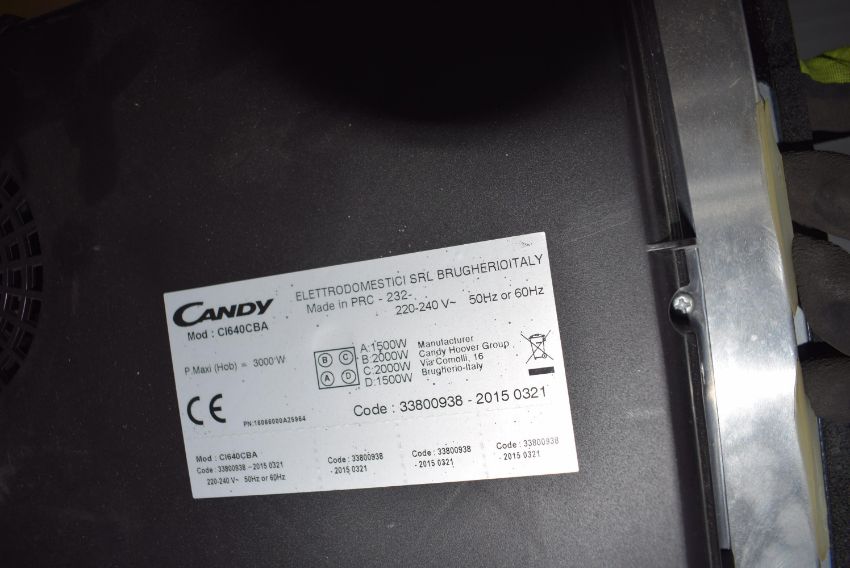 CANDY
ELETTRODOMESTICI SRL BRUGHERIOITALY
Made in PRC - 232-
220-240 V~ 50Hz or 60Hz
Mod : CI640CBA
P.Maxi (Hob) = 3000 W
B C
A D
A:1500W
B:2000W
C:2000W
D:1500W
Manufacturer
Candy Hoover Group
Via Comolli, 16
Brugherio-Italy
CE
PN:16066000A25964
Code : 33800938 - 2015 0321
Mod : CI640CBA
Code : 33800938 - 2015 0321
220-240 V~ 50Hz or 60Hz
Code : 33800938
- 2015 0321
Code : 33800938
- 2015 0321
Code : 33800938
- 2015 0321